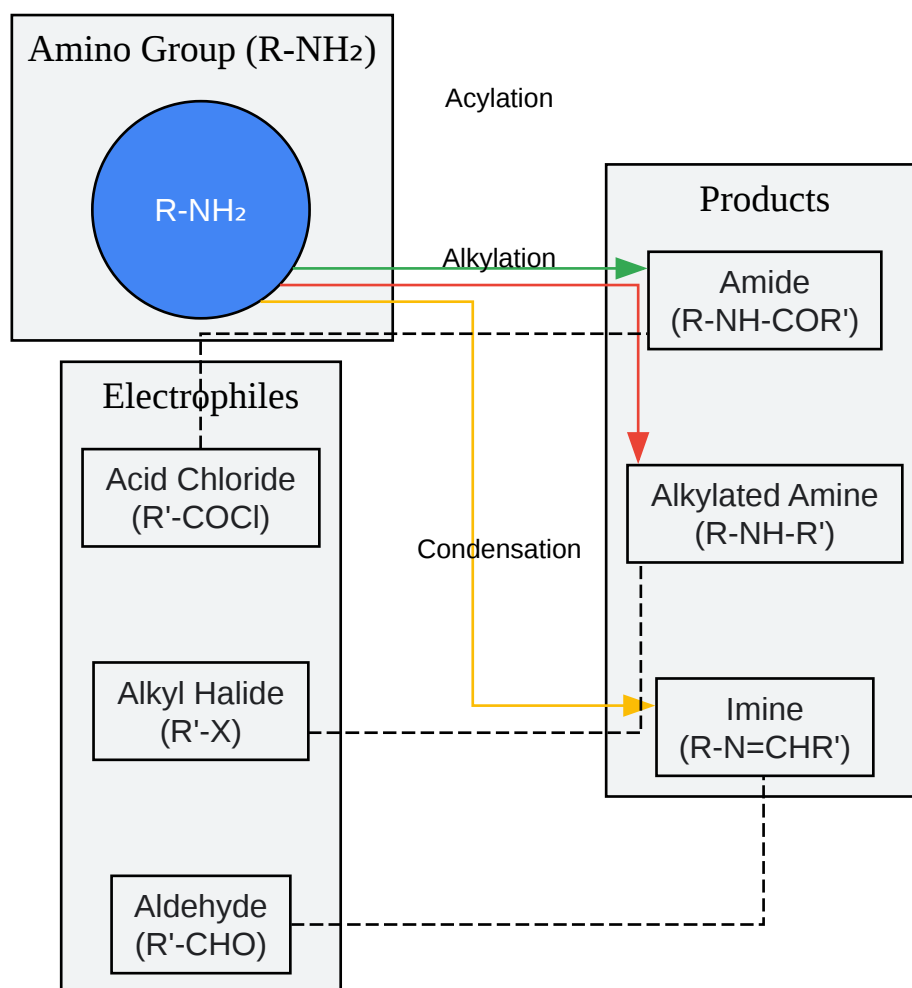 Amino Group (R-NH₂)
R-NH₂
Acylation
Alkylation
Condensation
Electrophiles
Acid Chloride
(R'-COCl)
Alkyl Halide
(R'-X)
Aldehyde
(R'-CHO)
Products
Amide
(R-NH-COR')
Alkylated Amine
(R-NH-R')
Imine
(R-N=CHR')